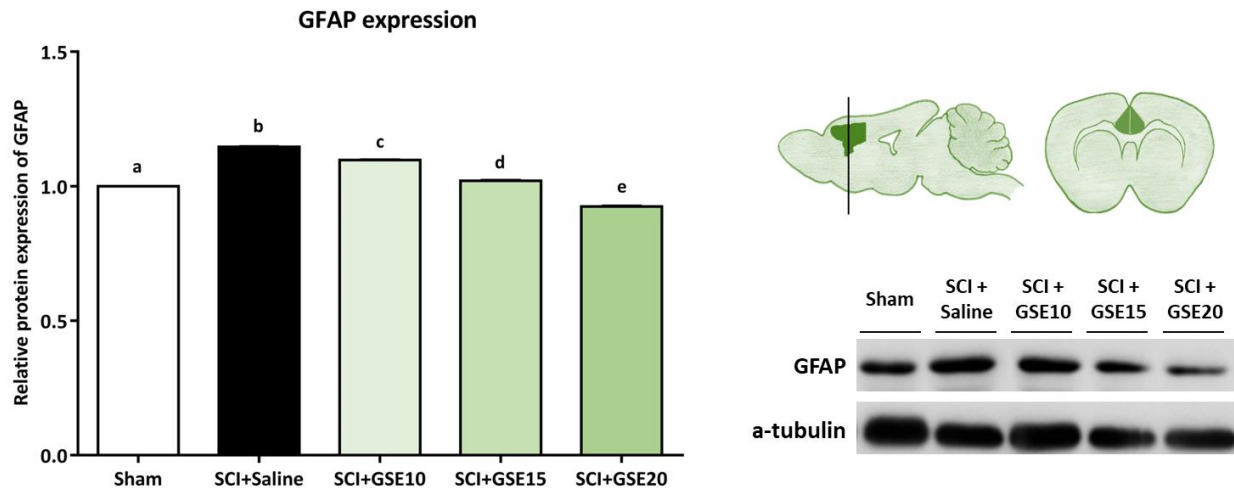 GFAP expression
Relative protein expression of GFAP
1.5
1.0
0.5
0.0
a
b
c
d
e
Sham
SCI+Saline
SCI+GSE10
SCI+GSE15
SCI+GSE20
Sham
SCI +
Saline
SCI +
GSE10
SCI +
GSE15
SCI +
GSE20
GFAP
a-tubulin